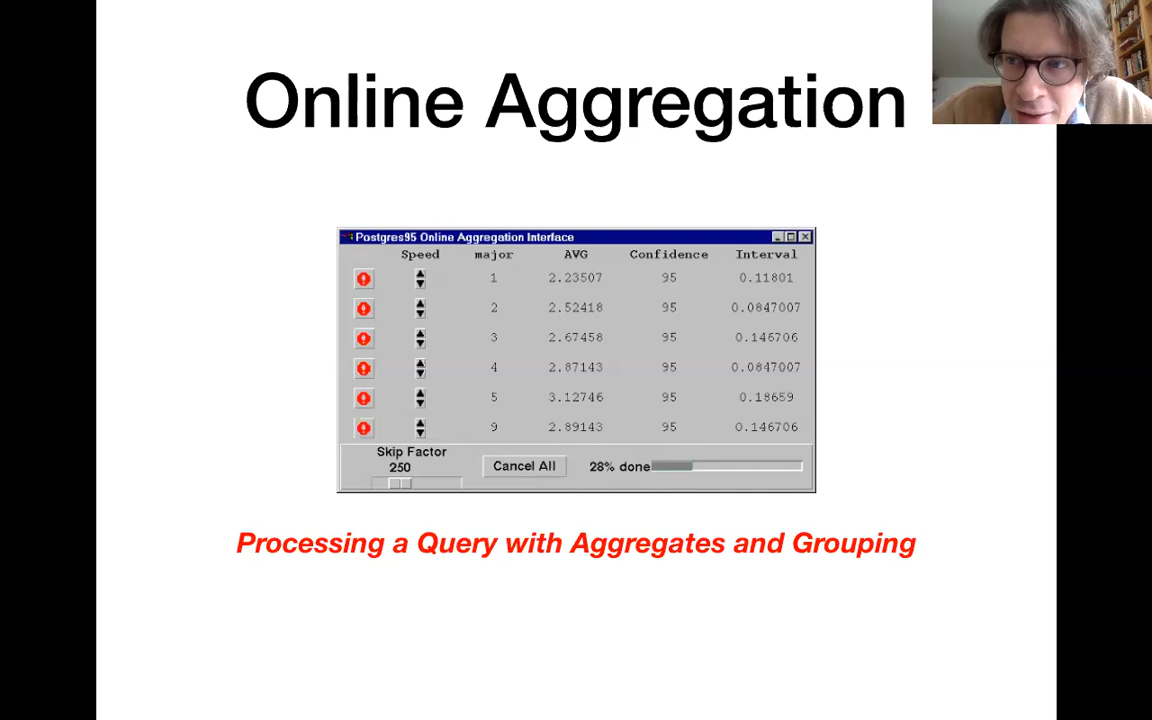 Online Aggregation
Postgres95 Online Aggregation Interface
Speed major AVG Confidence Interval
1 2.23507 95 0.11801
2 2.52418 95 0.0847007
3 2.67458 95 0.146706
4 2.87143 95 0.0847007
5 3.12746 95 0.18659
9 2.89143 95 0.146706
Skip Factor
250
Cancel All
28% done
Processing a Query with Aggregates and Grouping